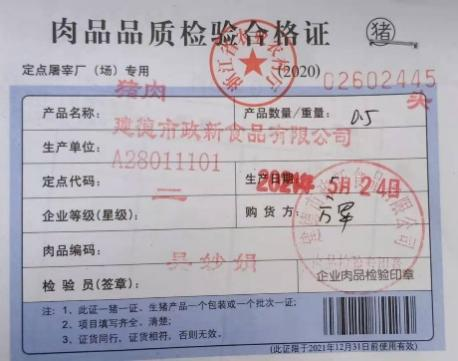 肉品品质检验合格证 猪
定点屠宰厂（场）专用 (2020) 02602445
产品名称： 猪肉 产品数量/重量： 0.5 头
生产单位： 建德市政新食品有限公司
定点代码： A28011101 生产日期 2021年5月24日
企业等级(星级)： 二 购货方：
肉品编码：
检验员(签章)： 吴妙娟 企业肉品检验印章
注：1、此证一猪一证、生猪产品一个包装或一个批次一证；
2、项目填写齐全、清楚；
3、证货同行、证货相符，否则无效。
(此证限于2021年12月31日前使用有效)